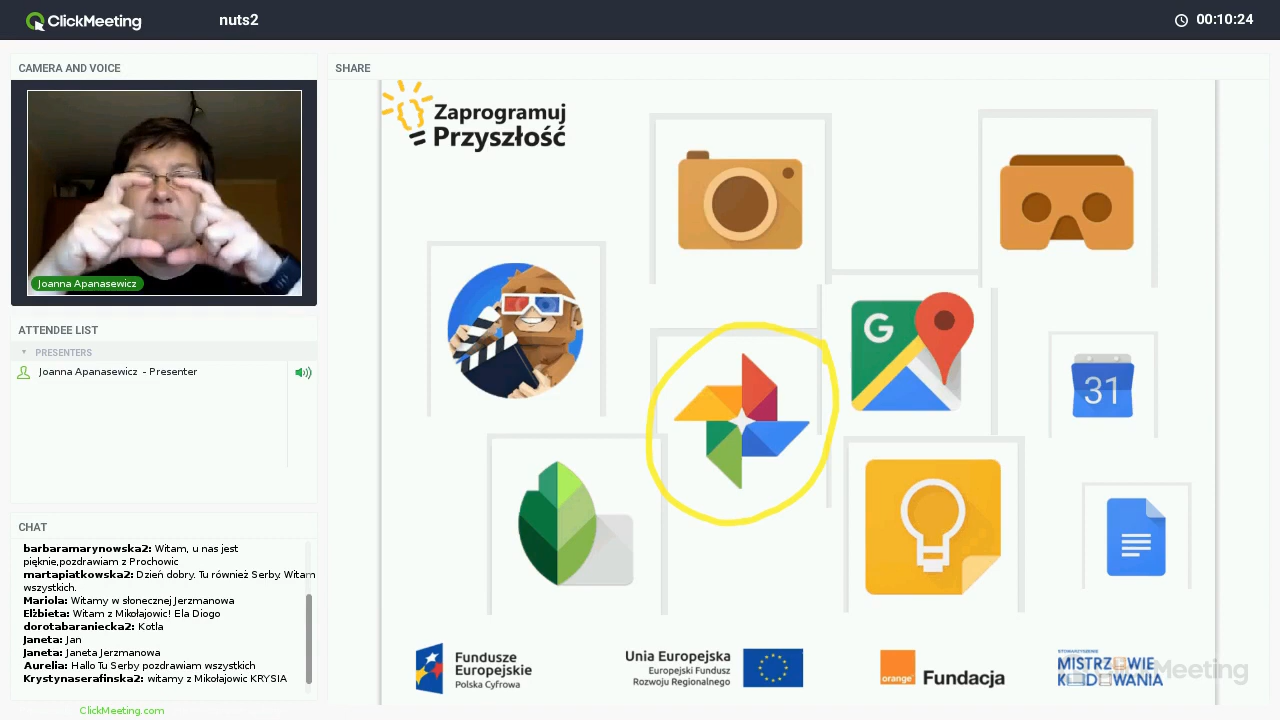 ClickMeeting
nuts2
00:10:24
CAMERA AND VOICE
Joanna Apanasewicz
ATTENDEE LIST
PRESENTERS
Joanna Apanasewicz - Presenter
CHAT
barbaramarynowska2: Witam, u nas jest
pięknie,pozdrawiam z Prochowic
martapiatkowska2: Dzień dobry. Tu również Serby. Witam
wszystkich.
Mariola: Witamy w słonecznej Jerzmanowa
Elżbieta: Witam z Mikołajowic! Ela Diogo
dorotabaraniecka2: Kotla
Janeta: Jan
Janeta: Janeta Jerzmanowa
Aurelia: Hallo Tu Serby pozdrawiam wszystkich
Krystynaserafinska2: witamy z Mikołajowic KRYSIA
ClickMeeting.com
SHARE
Zaprogramuj
Przyszłość
G
31
Fundusze
Europejskie
Polska Cyfrowa
Unia Europejska
Europejski Fundusz
Rozwoju Regionalnego
orange
Fundacja
STOWARZYSZENIE
MISTRZOWIE
KODOWANIA
ClickMeeting